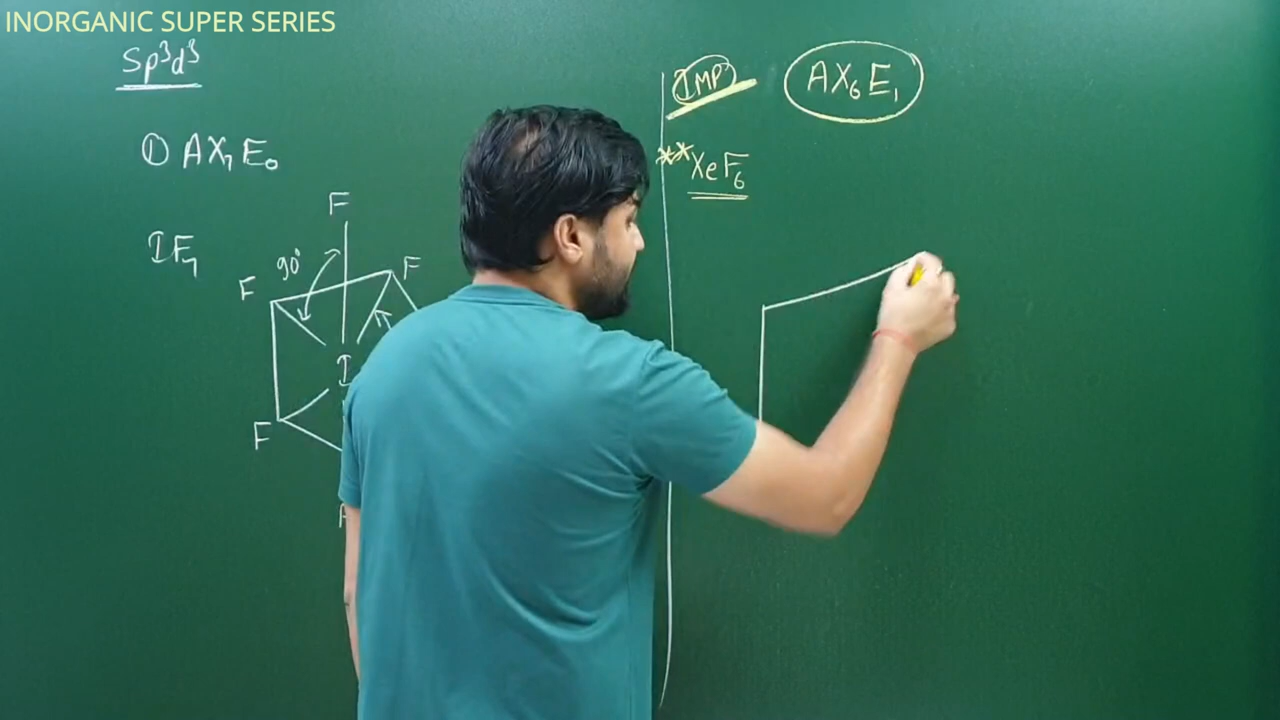 INORGANIC SUPER SERIES
Sp³d³
① AX₇E₀
IF₇
F
90°
F
F
I
F
IMP
AX₆E₁
**XeF₆